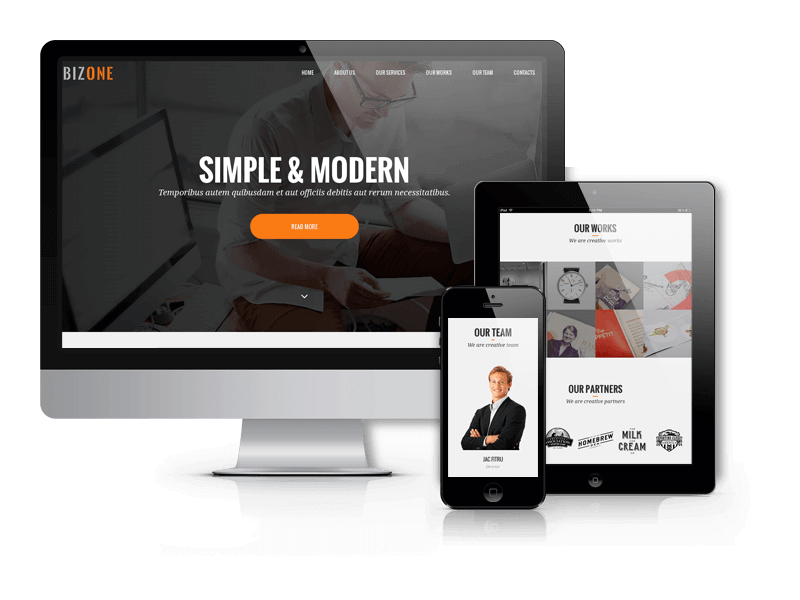 BIZONE
HOME ABOUT US OUR SERVICES OUR WORKS OUR TEAM CONTACTS
SIMPLE & MODERN
Temporibus autem quibusdam et aut officiis debitis aut rerum necessitatibus.
READ MORE
OUR WORKS
We are creative works
OUR PARTNERS
We are creative partners
HOMEBREW
MILK
CREAM
OUR TEAM
We are creative team
JAC FITRU
Director